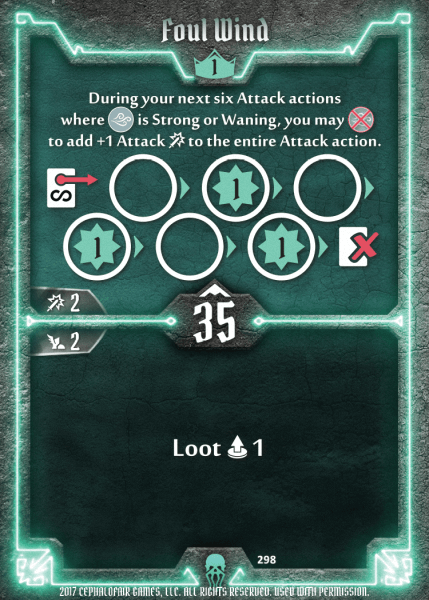 Foul Wind
1
During your next six Attack actions
where is Strong or Waning, you may
to add +1 Attack to the entire Attack action.
1
1 1
2
35
2
Loot 1
298
2017 CEPHALOFAIR GAMES, LLC. ALL RIGHTS RESERVED. USED WITH PERMISSION.